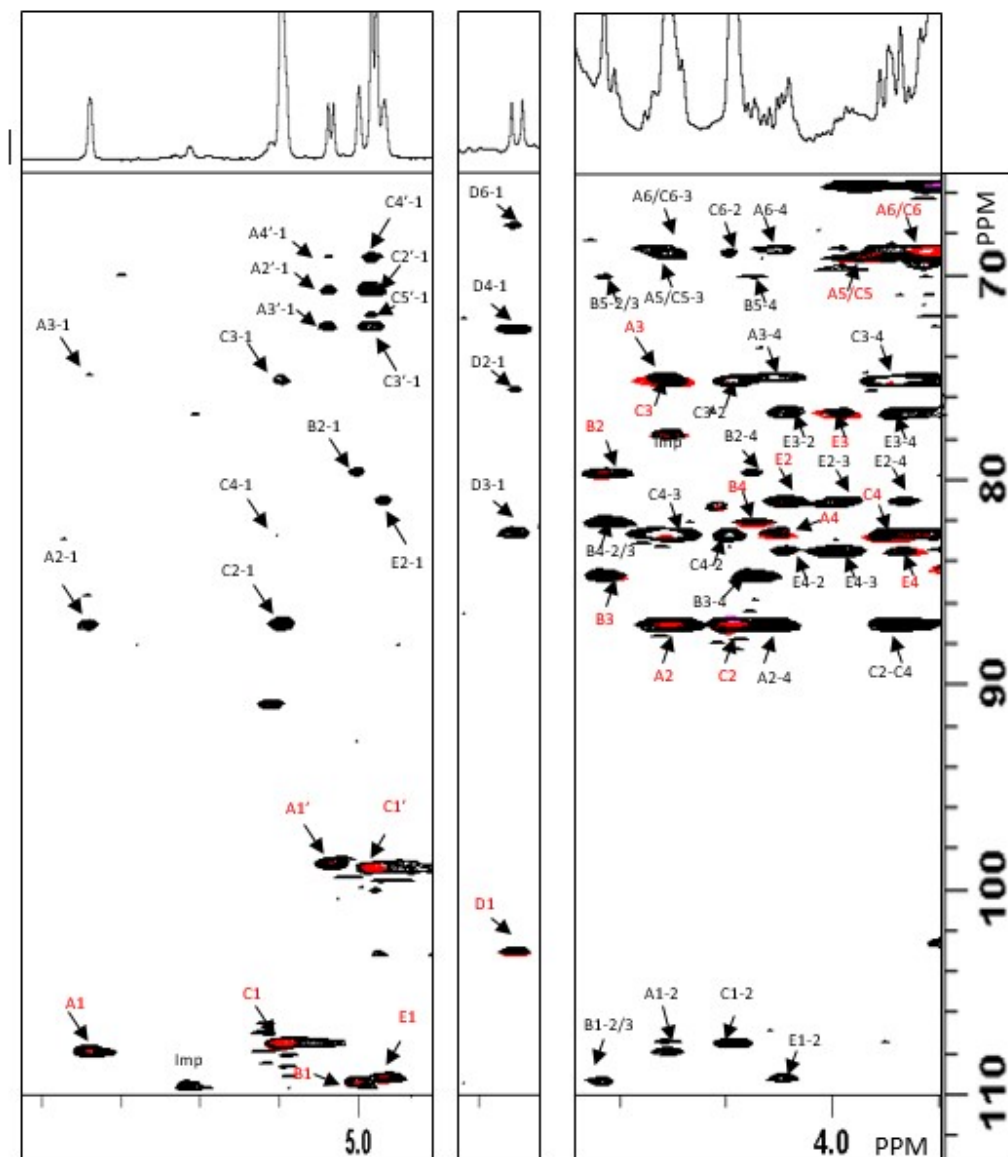 D6-1
C4'-1
A6/C6-3
C6-2
A6-4
A6/C6
PPM
A4'-1
C2'-1
A2'-1
C5'-1
D4-1
70
B5-2/3
A5/C5-3
B5-4
A5/C5
A3'-1
A3-1
C3-1
C3'-1
D2-1
A3
A3-4
C3-4
C3
C3-2
B2-1
B2
Imp
B2-4
E3-2
E3
E3-4
E2
E2-3
E2-4
80
C4-1
D3-1
C4-3
B4
A4
C4
E2-1
B4-2/3
C4-2
A2-1
C2-1
E4-2
E4-3
E4
B3
B3-4
A2
C2
A2-4
C2-C4
90
A1'
C1'
D1
100
A1
C1
E1
B1-2/3
A1-2
C1-2
Imp
B1
E1-2
110
5.0
4.0
PPM